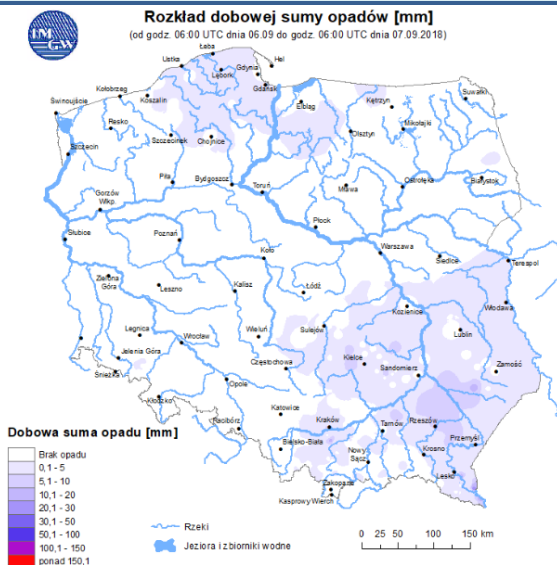 IMGW
Rozkład dobowej sumy opadów [mm]
(od godz. 06:00 UTC dnia 06.09 do godz. 06:00 UTC dnia 07.09.2018)
Łeba
Ustka
Lębork
Gdynia
Hel
Gdańsk
Kołobrzeg
Koszalin
Elbląg
Kętrzyn
Suwałki
Świnoujście
Resko
Szczecinek
Chojnice
Olsztyn
Mikołajki
Szczecin
Piła
Bydgoszcz
Toruń
Mława
Ostrołęka
Białystok
Gorzów
Wlkp.
Płock
Słubice
Poznań
Koło
Warszawa
Siedlce
Terespol
Zielona
Góra
Leszno
Kalisz
Łódź
Kozienice
Włodawa
Legnica
Wrocław
Wieluń
Sulejów
Lublin
Jelenia Góra
Śnieżka
Częstochowa
Kielce
Sandomierz
Zamość
Kłodzko
Opole
Racibórz
Katowice
Kraków
Tarnów
Rzeszów
Przemyśl
Bielsko-Biała
Nowy
Sącz
Krosno
Lesko
Zakopane
Kasprowy Wierch
Dobowa suma opadu [mm]
Brak opadu
0,1 - 5
5,1 - 10
10,1 - 20
20,1 - 30
30,1 - 50
50,1 - 100
100,1 - 150
ponad 150,1
Rzeki
Jeziora i zbiorniki wodne
0 25 50 100 150 km